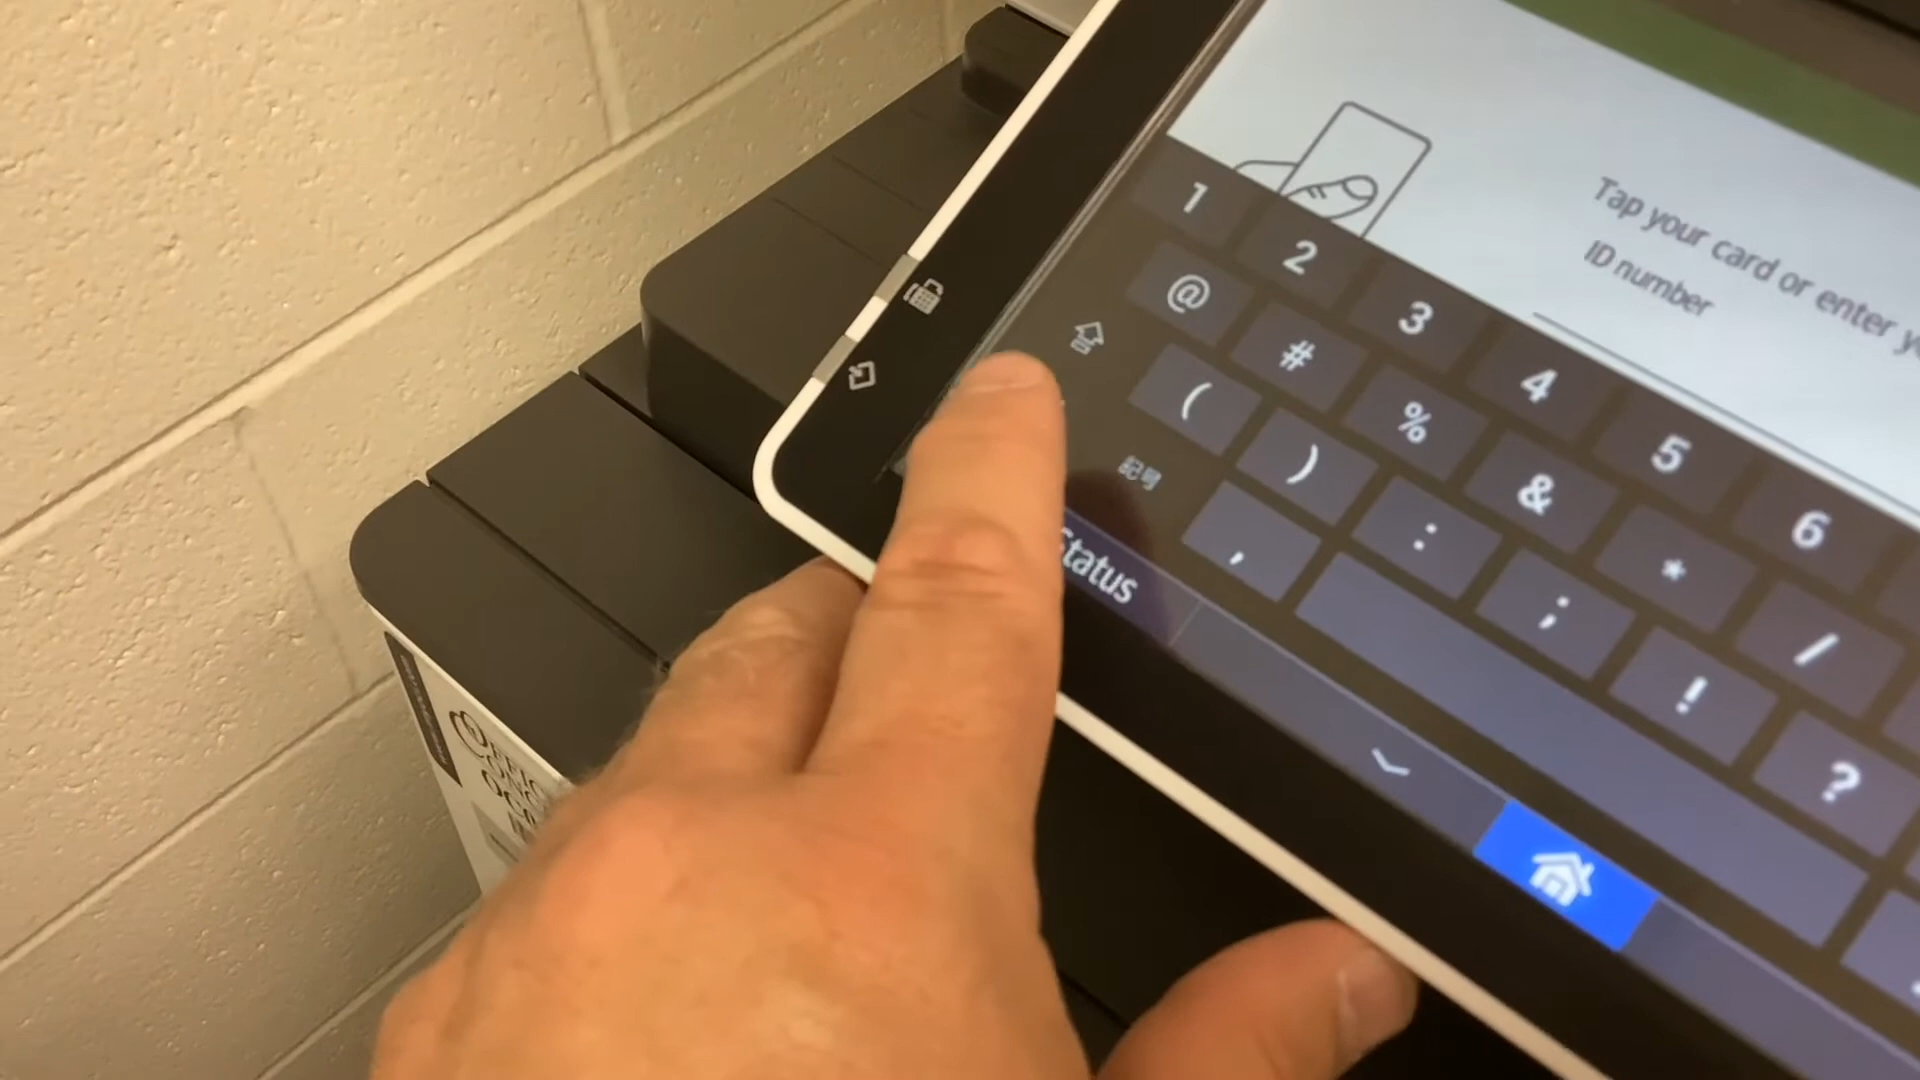 Tap your card or enter
ID number
1 2 3 4 5 6
@ # % & * /
( ) : ; ! ?
記号 ,
Status